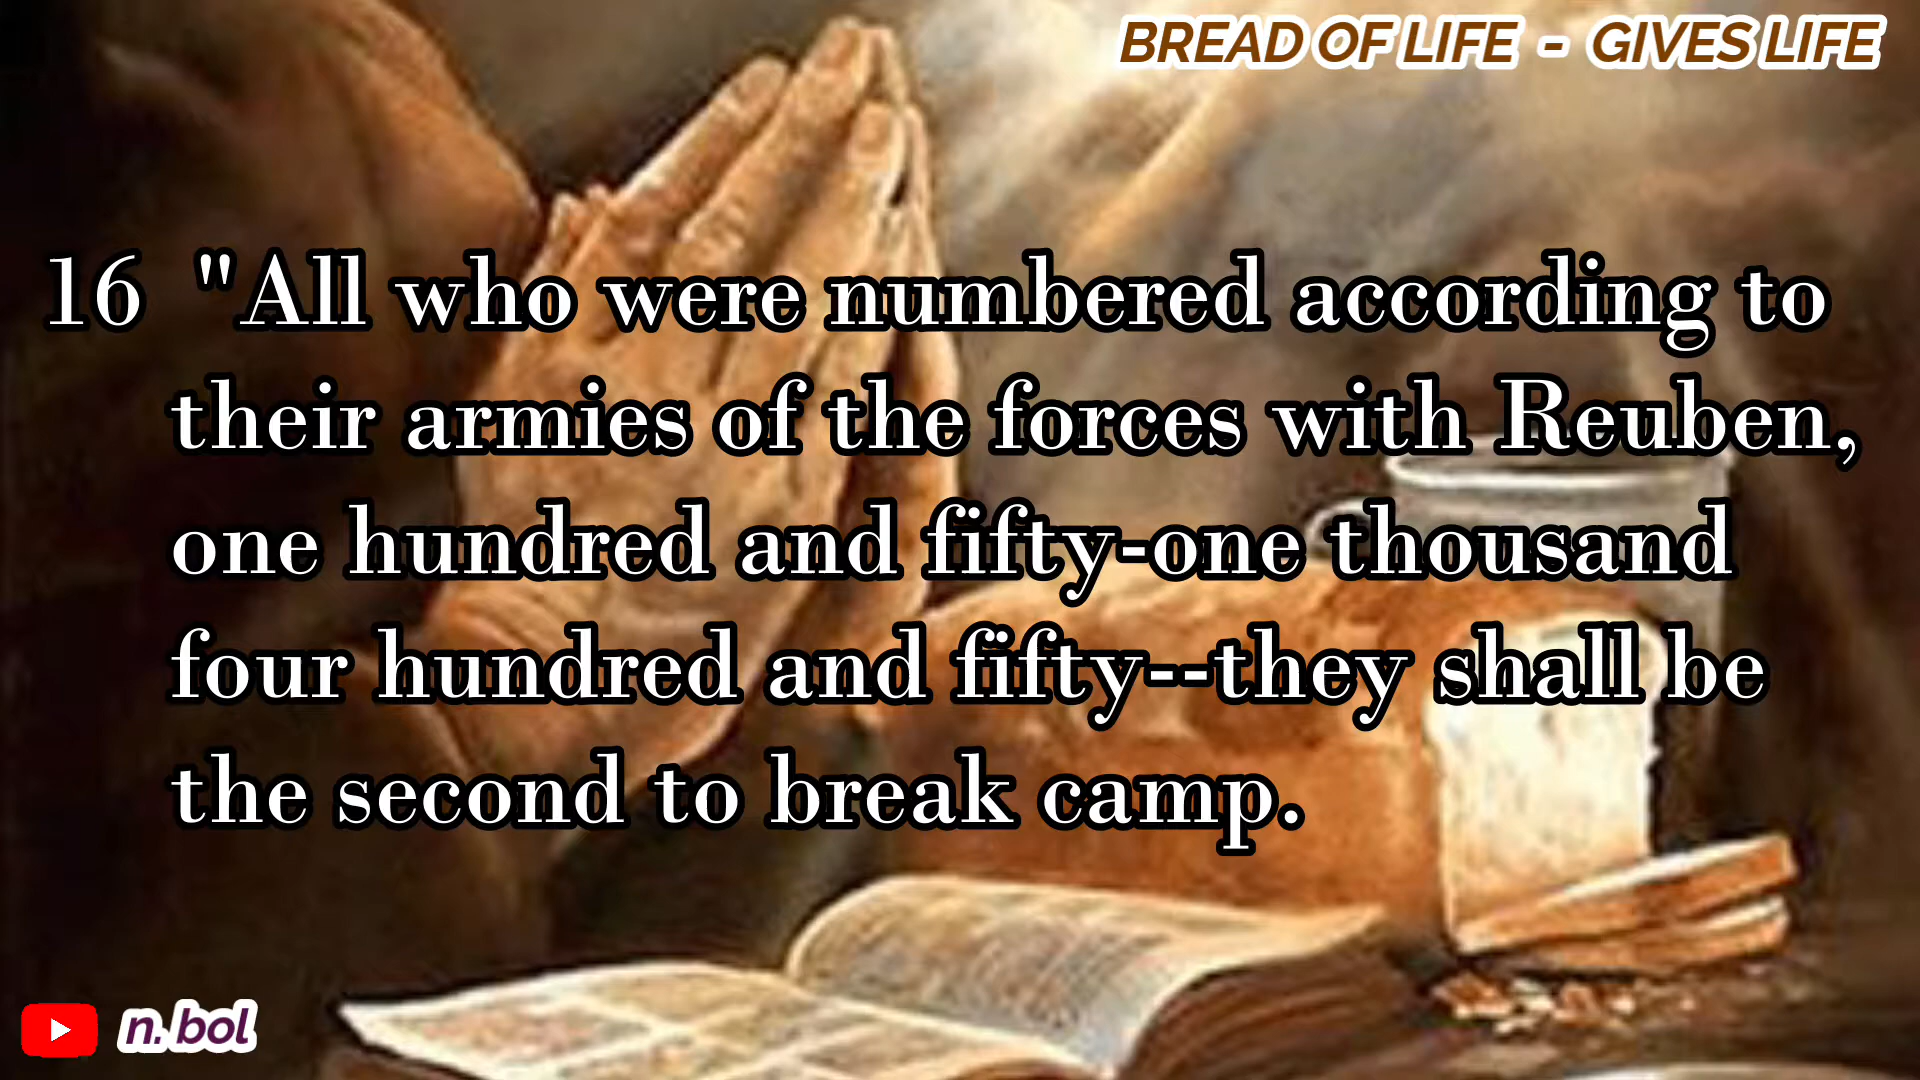 BREAD OF LIFE - GIVES LIFE
16 "All who were numbered according to
their armies of the forces with Reuben,
one hundred and fifty-one thousand
four hundred and fifty--they shall be
the second to break camp.
n. bol